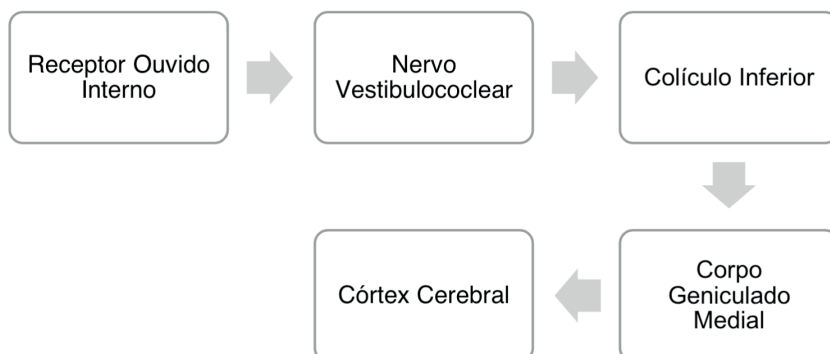 Receptor Ouvido
Interno
Nervo
Vestibulococlear
Colículo Inferior
Corpo
Geniculado
Medial
Córtex Cerebral